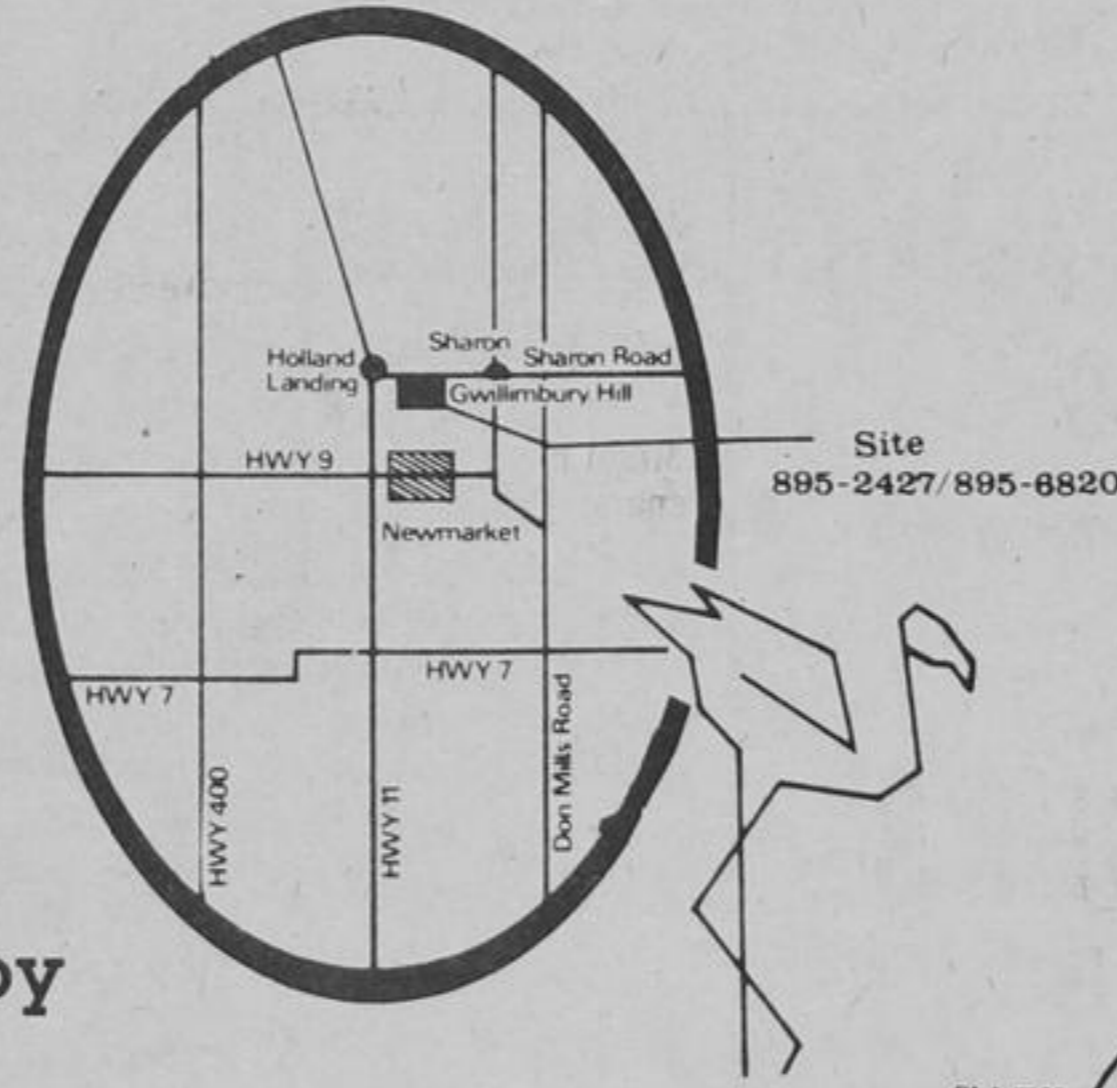 Holland
Landing
Sharon
Sharon Road
Gwillimbury Hill
Site
895-2427/895-6820
HWY 9
Newmarket
HWY 7
HWY 7
HWY 400
HWY 11
Don Mills Road
by